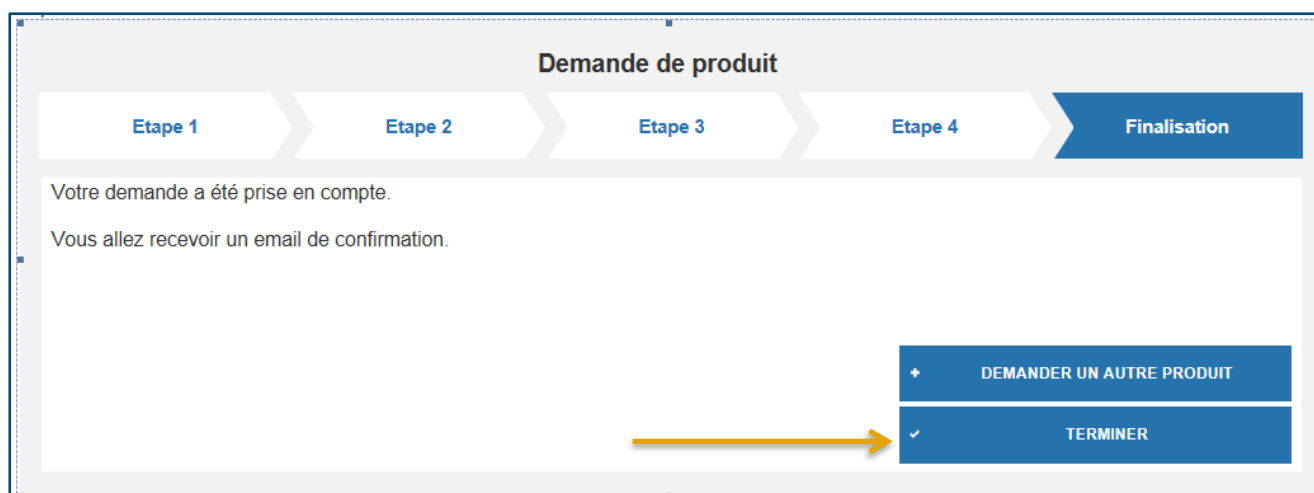 Demande de produit
Etape 1
Etape 2
Etape 3
Etape 4
Finalisation
Votre demande a été prise en compte.
Vous allez recevoir un email de confirmation.
DEMANDER UN AUTRE PRODUIT
TERMINER